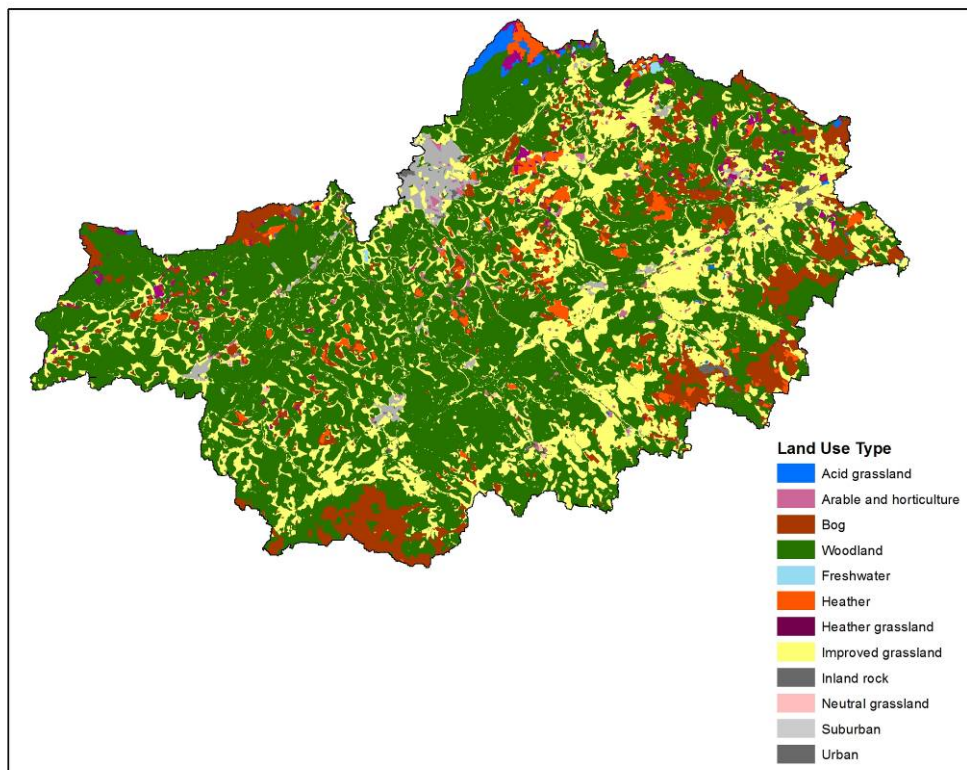 Land Use Type
Acid grassland
Arable and horticulture
Bog
Woodland
Freshwater
Heather
Heather grassland
Improved grassland
Inland rock
Neutral grassland
Suburban
Urban